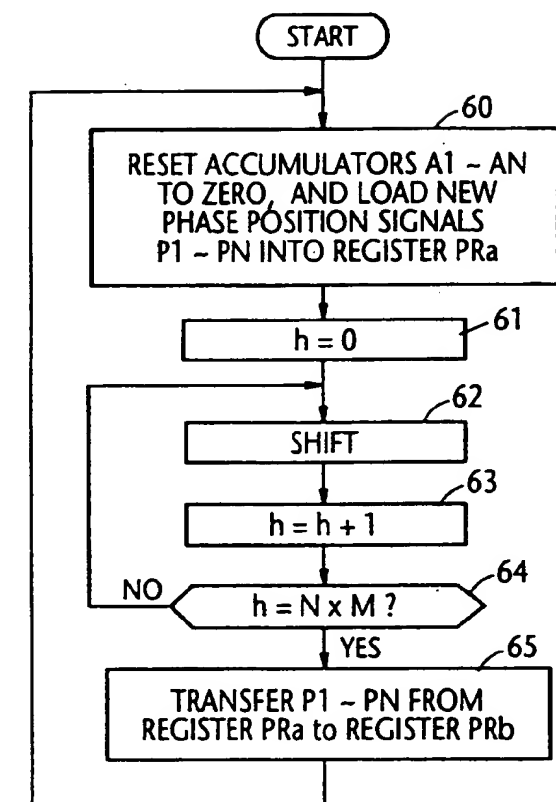 START
60
RESET ACCUMULATORS A1 ~ AN
TO ZERO, AND LOAD NEW
PHASE POSITION SIGNALS
P1 ~ PN INTO REGISTER PRa
61
h = 0
62
SHIFT
63
h = h + 1
64
NO
h = N x M ?
YES
65
TRANSFER P1 ~ PN FROM
REGISTER PRa to REGISTER PRb